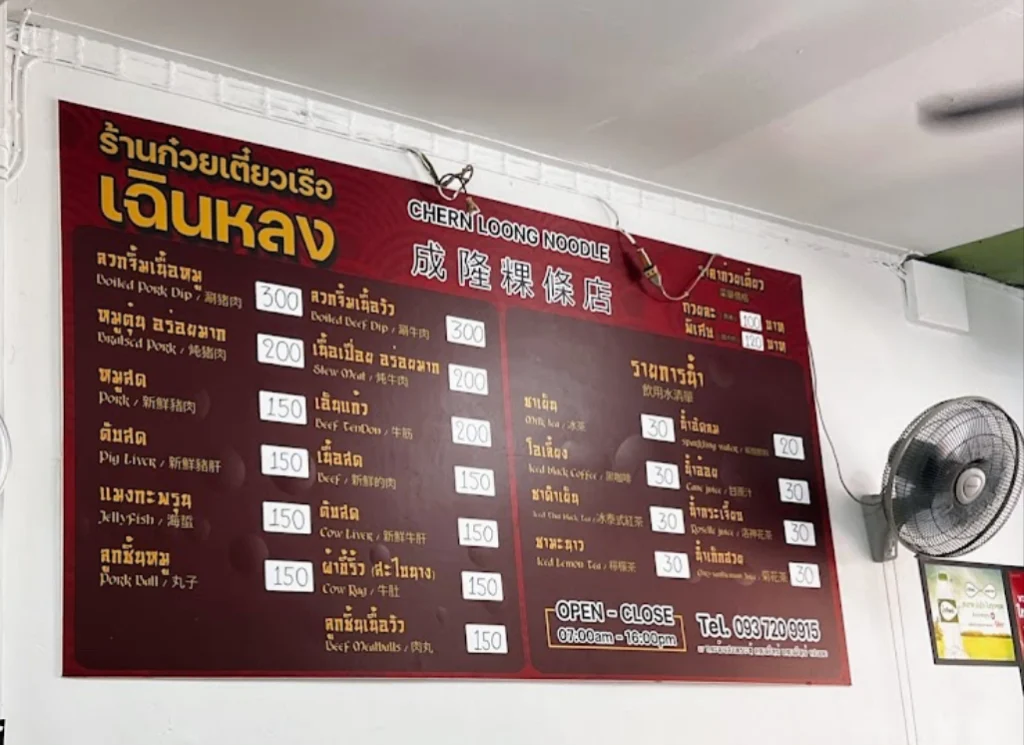 ร้านก๋วยเตี๋ยวเรือ
เฉินหลง
CHERN LOONG NOODLE
成隆粿條店
ราคาก๋วยเตี๋ยว
ชามละ 100 บาท
พิเศษ 120 บาท
ลวกจิ้มเนื้อหมู
Boiled Pork Dip / 涮猪肉 300
หมูตุ๋น อร่อยมาก
Braised Pork / 炖猪肉 200
หมูสด
Pork / 新鮮豬肉 150
ตับสด
Pig Liver / 新鮮豬肝 150
แมงกะพรุน
JellyFish / 海蜇 150
ลูกชิ้นหมู
Pork Ball / 丸子 150
ลวกจิ้มเนื้อวัว
Boiled Beef Dip / 涮牛肉 300
เนื้อเปื่อย อร่อยมาก
Stew Meat / 炖牛肉 200
เอ็นแก้ว
Beef TenDon / 牛筋 200
เนื้อสด
Beef / 新鮮的肉 150
ตับสด
Cow Liver / 新鮮牛肝 150
ผ้าขี้ริ้ว (สะใบนาง)
Cow Rag / 牛肚 150
ลูกชิ้นเนื้อวัว
Beef Meatballs / 肉丸 150
รายการน้ำ
飲用水清單
ชาเย็น
Milk tea / 冰茶 30
โอเลี้ยง
Iced black Coffee / 黑咖啡 30
ชาดำเย็น
Iced Thai black tea / 冰泰式紅茶 30
ชามะนาว
Iced Lemon Tea / 檸檬茶 30
น้ำอัดลม
Sparkling water / 20
น้ำอ้อย
Cane juice / 甘蔗汁 30
น้ำกระเจี๊ยบ
Roselle juice / 洛神花茶 30
น้ำเก๊กฮวย
Chrysanthemum Juice / 菊花茶 30
OPEN - CLOSE
07:00am - 16:00pm
Tel. 093 720 9915